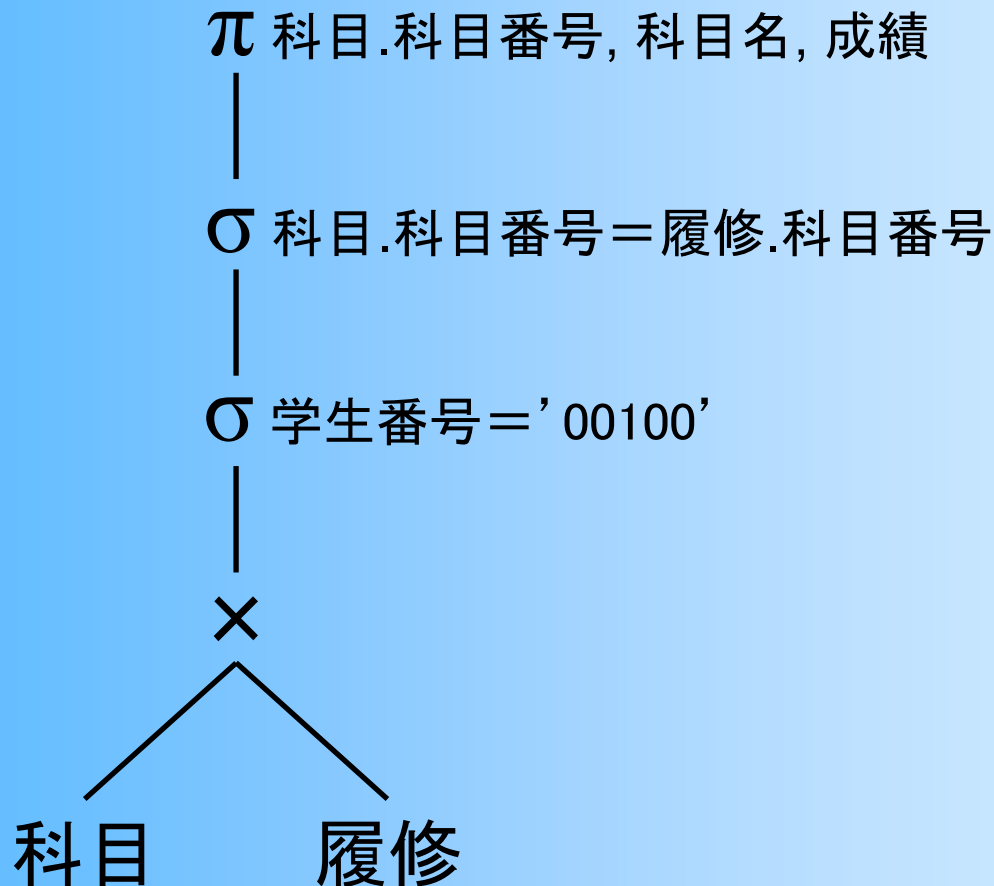 π 科目.科目番号, 科目名, 成績
σ 科目.科目番号＝履修.科目番号
σ 学生番号＝’00100’
×
科目 履修